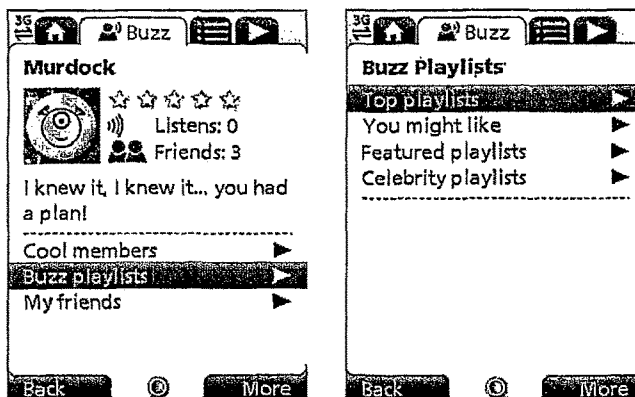 3G
Buzz
Murdock
Listens: 0
Friends: 3
I knew it, I knew it... you had
a plan!
Cool members
Buzz playlists
My friends
Back
More
3G
Buzz
Buzz Playlists
Top playlists
You might like
Featured playlists
Celebrity playlists
Back
More